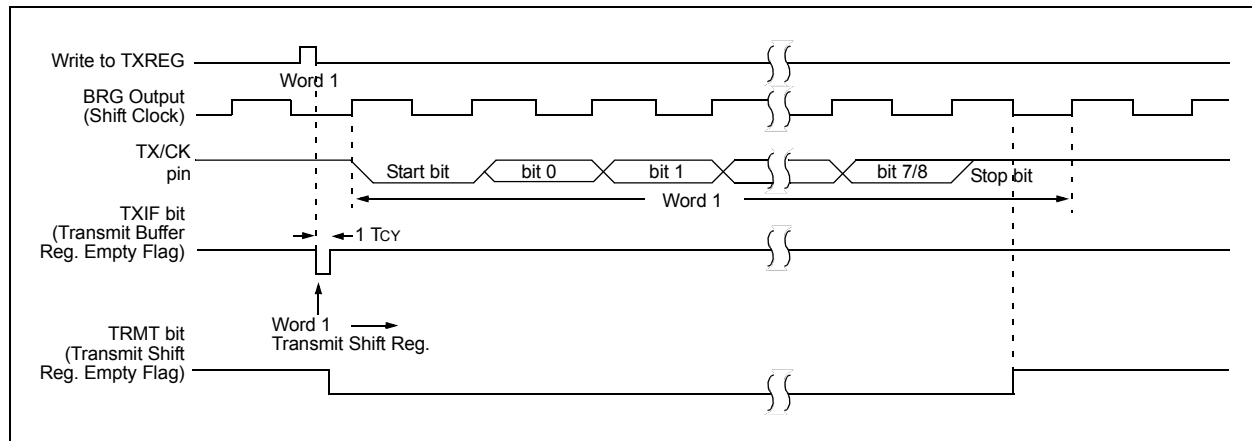 Write to TXREG
Word 1
BRG Output
(Shift Clock)
TX/CK
pin
Start bit
bit 0
bit 1
bit 7/8
Stop bit
Word 1
TXIF bit
(Transmit Buffer
Reg. Empty Flag)
1 TCY
Word 1
Transmit Shift Reg.
TRMT bit
(Transmit Shift
Reg. Empty Flag)